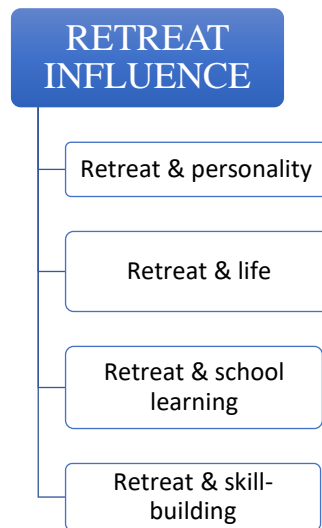 RETREAT
INFLUENCE
Retreat & personality
Retreat & life
Retreat & school
learning
Retreat & skill-
building